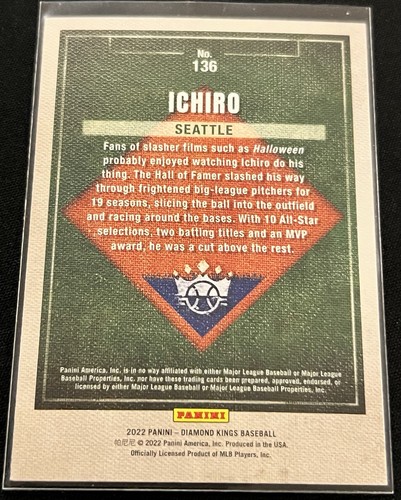 No.
136
ICHIRO
SEATTLE
Fans of slasher films such as Halloween
probably enjoyed watching Ichiro do his
thing. The Hall of Famer slashed his way
through frightened big-league pitchers for
19 seasons, slicing the ball into the outfield
and racing around the bases. With 10 All-Star
selections, two batting titles and an MVP
award, he was a cut above the rest.
Panini America, Inc. is in no way affiliated with either Major League Baseball or Major League
Baseball Properties, Inc. nor have these trading cards been prepared, approved, endorsed, or
licensed by either Major League Baseball or Major League Baseball Properties, Inc.
PANINI
2022 PANINI – DIAMOND KINGS BASEBALL
帕尼尼 © 2022 Panini America, Inc. Produced in the USA.
Officially Licensed Product of MLB Players, Inc.